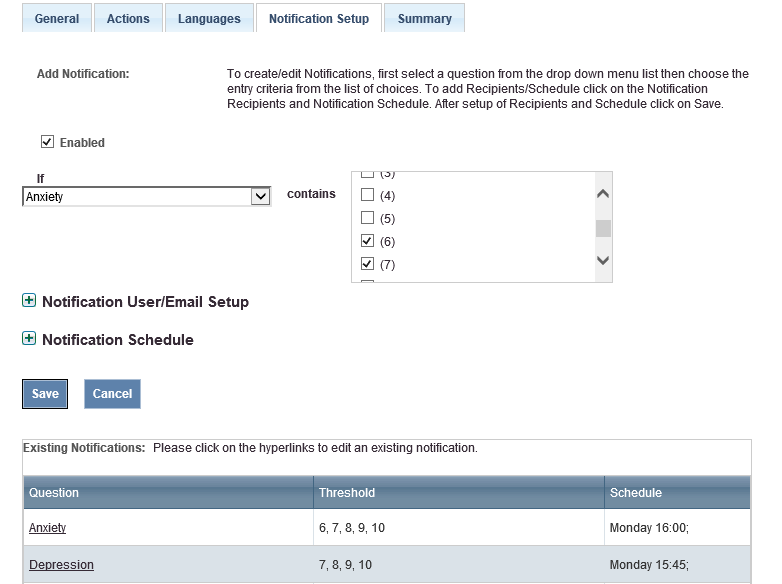 General Actions Languages Notification Setup Summary
Add Notification: To create/edit Notifications, first select a question from the drop down menu list then choose the
entry criteria from the list of choices. To add Recipients/Schedule click on the Notification
Recipients and Notification Schedule. After setup of Recipients and Schedule click on Save.
Enabled
If
Anxiety contains
(3)
(4)
(5)
(6)
(7)
Notification User/Email Setup
Notification Schedule
Save Cancel
Existing Notifications: Please click on the hyperlinks to edit an existing notification.
Question Threshold Schedule
Anxiety 6, 7, 8, 9, 10 Monday 16:00;
Depression 7, 8, 9, 10 Monday 15:45;